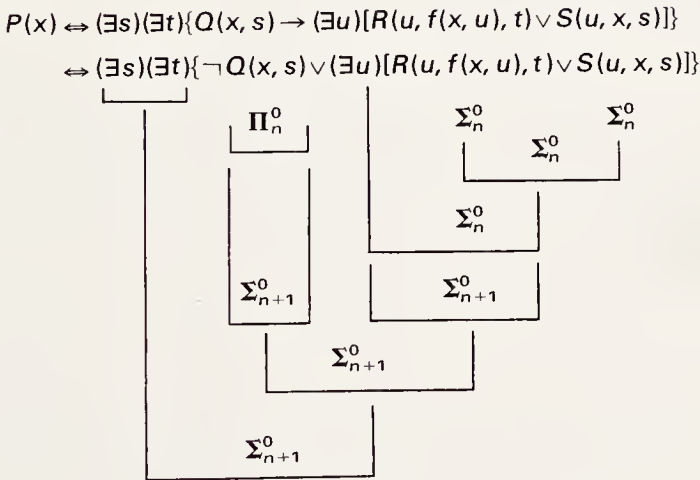 P(x) ⇔ (∃s)(∃t){Q(x, s) → (∃u)[R(u, f(x, u), t) ∨ S(u, x, s)]}
⇔ (∃s)(∃t){¬Q(x, s) ∨ (∃u)[R(u, f(x, u), t) ∨ S(u, x, s)]}
Π⁰ₙ Σ⁰ₙ Σ⁰ₙ
Σ⁰ₙ
Σ⁰ₙ
Σ⁰ₙ₊₁ Σ⁰ₙ₊₁
Σ⁰ₙ₊₁
Σ⁰ₙ₊₁